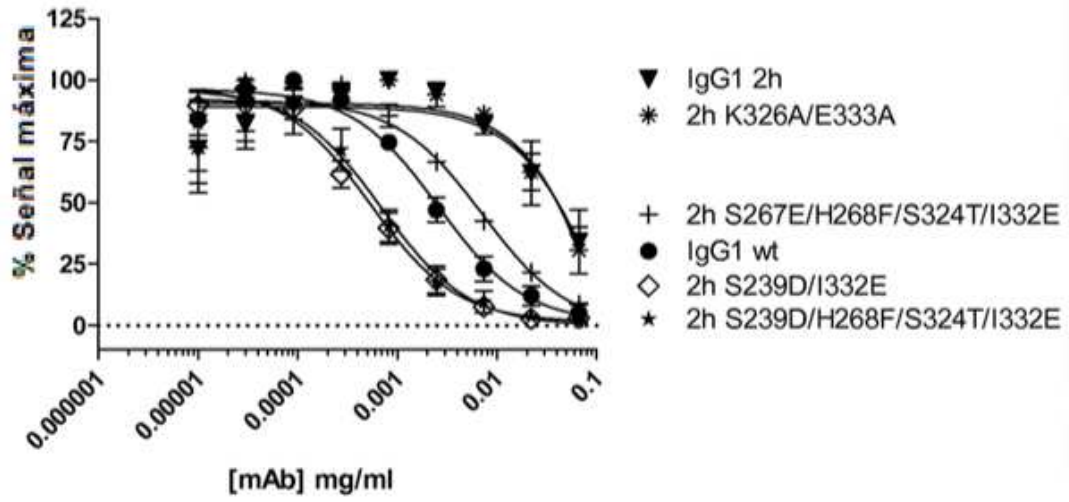 125
100
75
50
25
0
% Señal máxima
0.0000001
0.00001
0.0001
0.001
0.01
0.1
[mAb] mg/ml
IgG1 2h
2h K326A/E333A
2h S267E/H268F/S324T/I332E
IgG1 wt
2h S239D/I332E
2h S239D/H268F/S324T/I332E